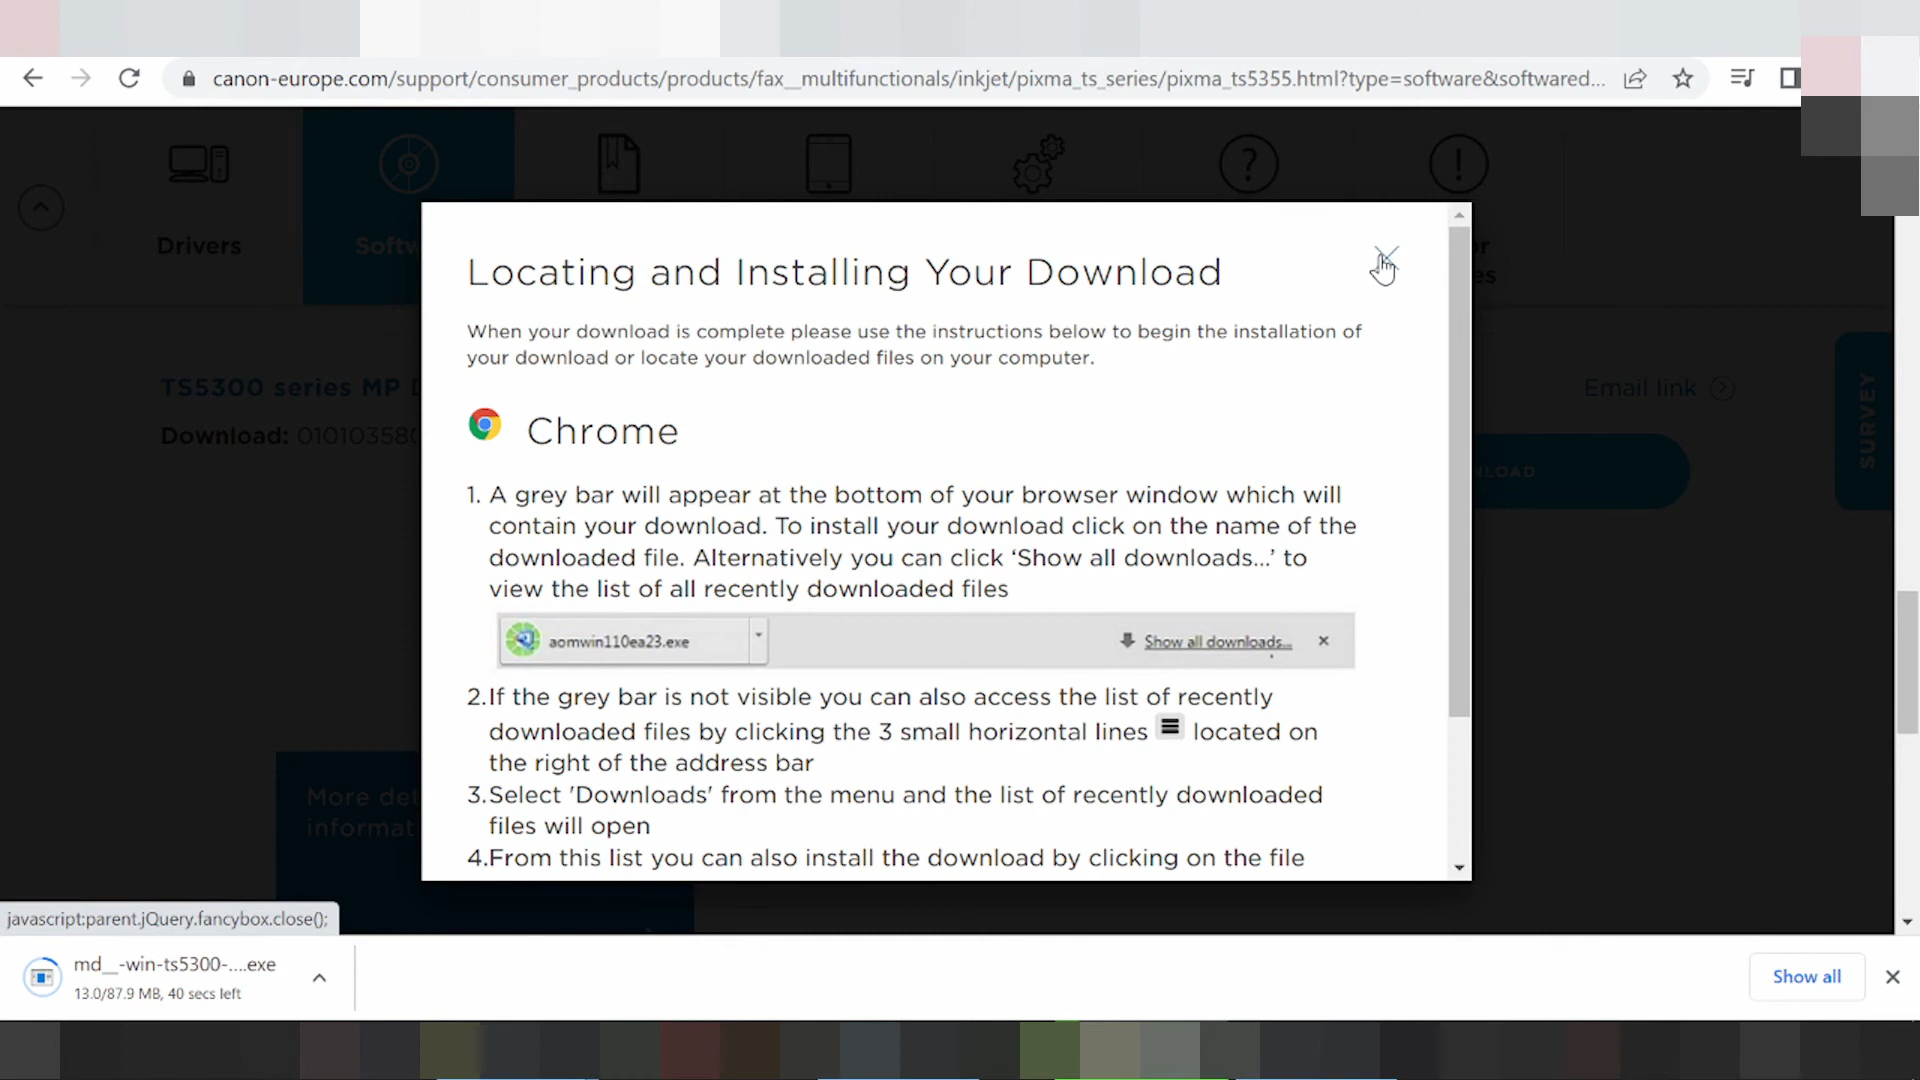 canon-europe.com/support/consumer_products/products/fax__multifunctionals/inkjet/pixma_ts_series/pixma_ts5355.html?type=software&softwared...
Drivers
Softw
TS5300 series MP
Email link
Download: 01010358
NLOAD
SURVEY
More det
informat
Locating and Installing Your Download
When your download is complete please use the instructions below to begin the installation of
your download or locate your downloaded files on your computer.
Chrome
1. A grey bar will appear at the bottom of your browser window which will
contain your download. To install your download click on the name of the
downloaded file. Alternatively you can click ‘Show all downloads...’ to
view the list of all recently downloaded files
aomwin110ea23.exe
Show all downloads...
2.If the grey bar is not visible you can also access the list of recently
downloaded files by clicking the 3 small horizontal lines located on
the right of the address bar
3.Select 'Downloads' from the menu and the list of recently downloaded
files will open
4.From this list you can also install the download by clicking on the file
javascript:parent.jQuery.fancybox.close();
md__-win-ts5300-....exe
13.0/87.9 MB, 40 secs left
Show all